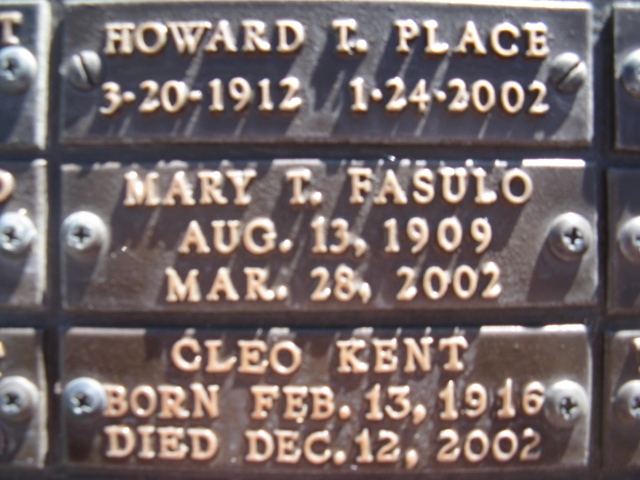 HOWARD T. PLACE
3-20-1912 1-24-2002
MARY T. FASULO
AUG. 13, 1909
MAR. 28, 2002
CLEO KENT
BORN FEB. 13, 1916
DIED DEC. 12, 2002